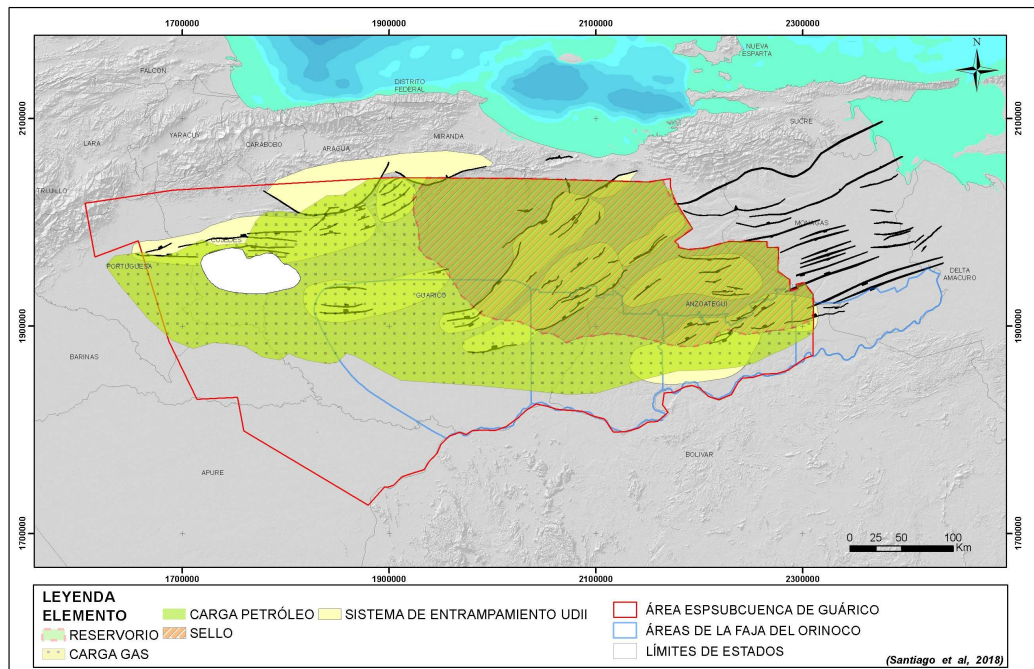 1700000 1900000 2100000 2300000
NUEVA
ESPARTA
N
FALCON
DISTRITO
FEDERAL
2100000 2100000
SUCRE
LARA YARACUY CARABOBO ARAGUA MIRANDA
TRUJILLO
MONAGAS
COJEDES
PORTUGUESA
DELTA
AMACURO
GUARICO
ANZOATEGUI
1900000 1900000
BARINAS
BOLIVAR
APURE
1700000 1700000
0 25 50 100
Km
1700000 1900000 2100000 2300000
LEYENDA
ELEMENTO
RESERVORIO
CARGA GAS
CARGA PETRÓLEO
SELLO
SISTEMA DE ENTRAMPAMIENTO UDII
ÁREA ESPSUBCUENCA DE GUÁRICO
ÁREAS DE LA FAJA DEL ORINOCO
LÍMITES DE ESTADOS
(Santiago et al, 2018)